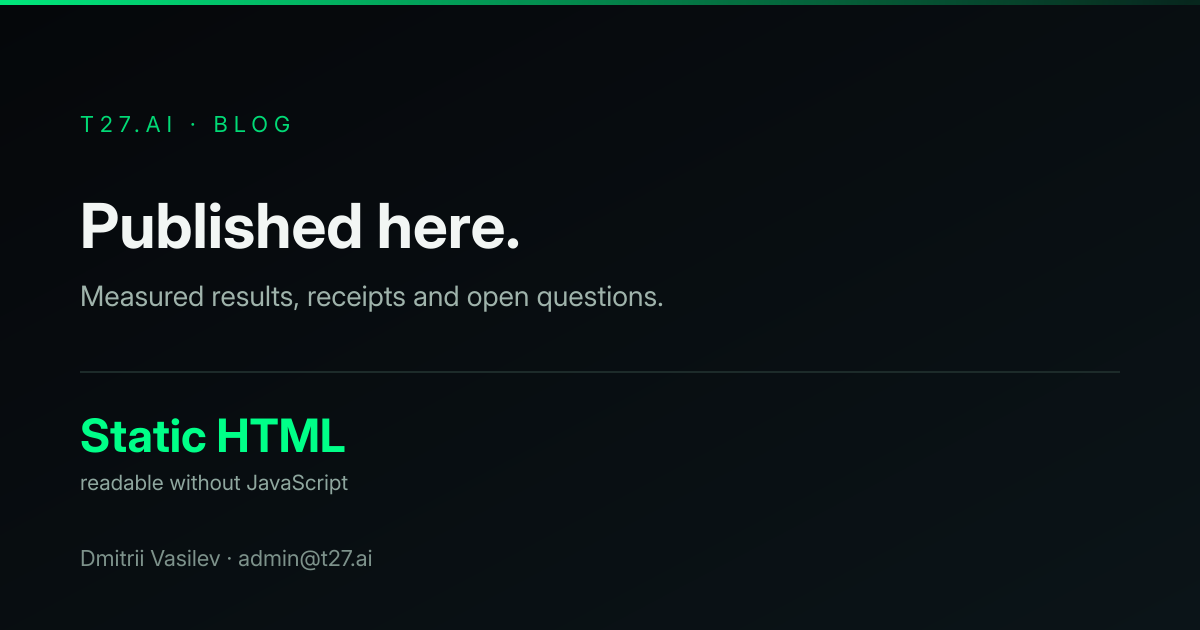 T27.AI · BLOG
Published here.
Measured results, receipts and open questions.
Static HTML
readable without JavaScript
Dmitrii Vasilev · admin@t27.ai